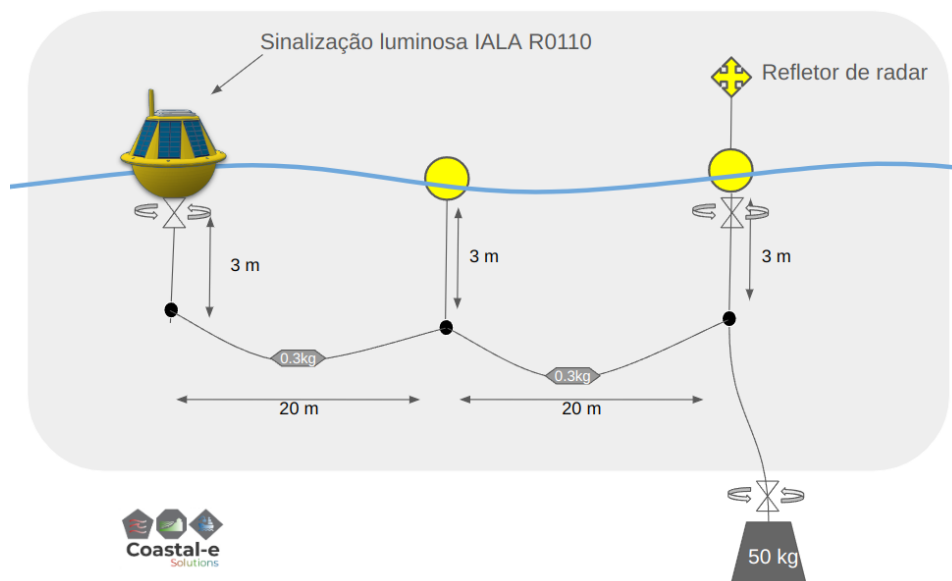 Sinalização luminosa IALA R0110
Refletor de radar
3 m
3 m
3 m
0.3kg
0.3kg
20 m
20 m
Coastal-e
Solutions
50 kg